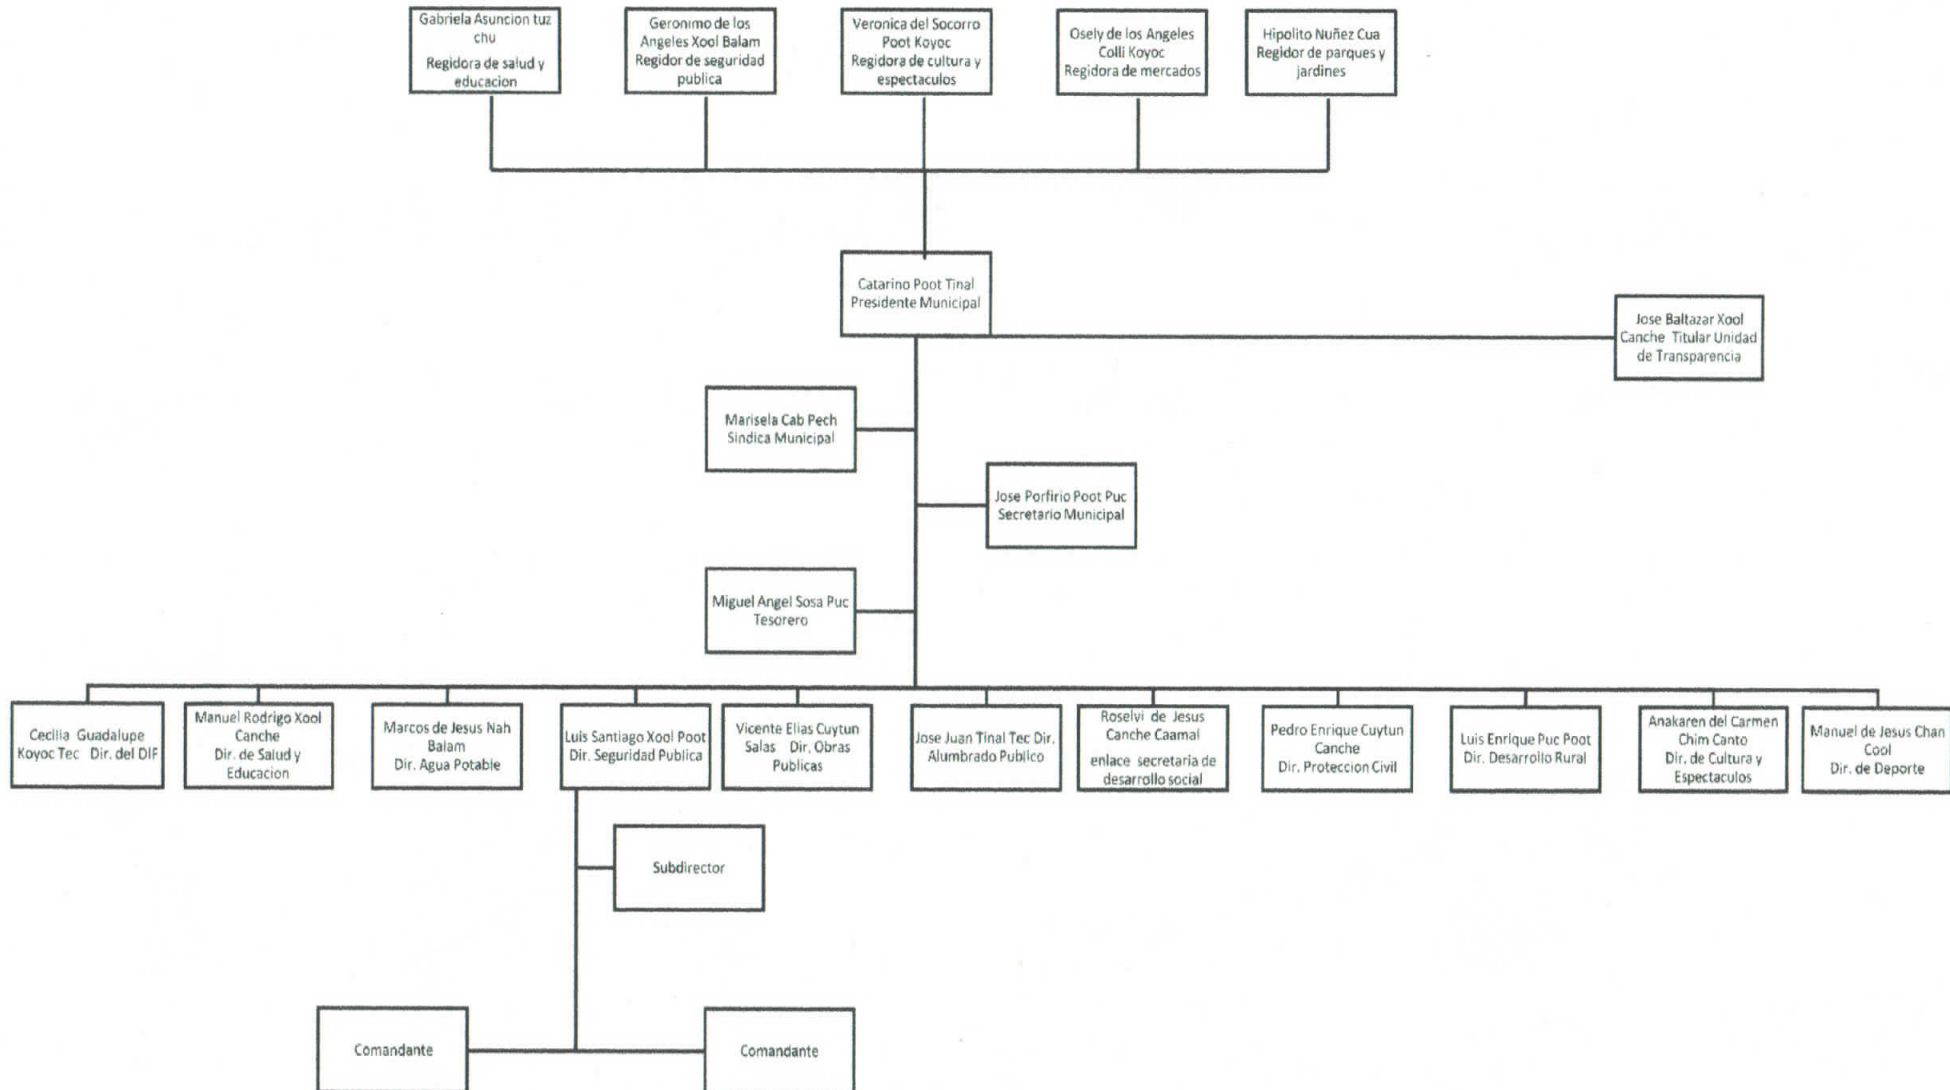 Gabriela Asuncion tuz
chu
Regidora de salud y
educacion
Geronimo de los
Angeles Xool Balam
Regidor de seguridad
publica
Veronica del Socorro
Poot Koyoc
Regidora de cultura y
espectaculos
Osely de los Angeles
Colli Koyoc
Regidora de mercados
Hipolito Nuñez Cua
Regidor de parques y
jardines
Catarino Poot Tinal
Presidente Municipal
Jose Baltazar Xool
Canche Titular Unidad
de Transparencia
Marisela Cab Pech
Sindica Municipal
Jose Porfirio Poot Puc
Secretario Municipal
Miguel Angel Sosa Puc
Tesorero
Cecilia Guadalupe
Koyoc Tec Dir. del DIF
Manuel Rodrigo Xool
Canche
Dir. de Salud y
Educacion
Marcos de Jesus Nah
Balam
Dir. Agua Potable
Luis Santiago Xool Poot
Dir. Seguridad Publica
Vicente Elias Cuytun
Salas Dir. Obras
Publicas
Jose Juan Tinal Tec Dir.
Alumbrado Publico
Roselvi de Jesus
Canche Caamal
enlace secretaria de
desarrollo social
Pedro Enrique Cuytun
Canche
Dir. Proteccion Civil
Luis Enrique Puc Poot
Dir. Desarrollo Rural
Anakaren del Carmen
Chim Canto
Dir. de Cultura y
Espectaculos
Manuel de Jesus Chan
Cool
Dir. de Deporte
Subdirector
Comandante
Comandante